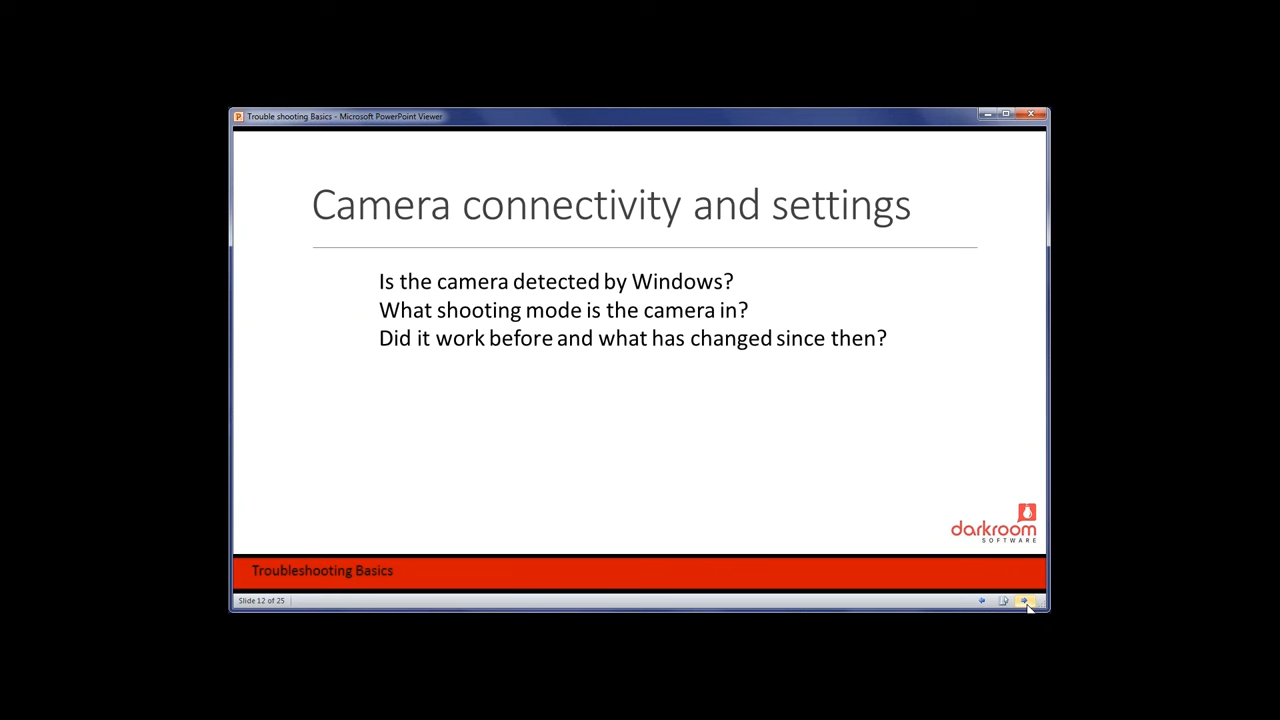 Trouble shooting Basics - Microsoft PowerPoint Viewer
Camera connectivity and settings
Is the camera detected by Windows?
What shooting mode is the camera in?
Did it work before and what has changed since then?
darkroom
SOFTWARE
Troubleshooting Basics
Slide 12 of 25